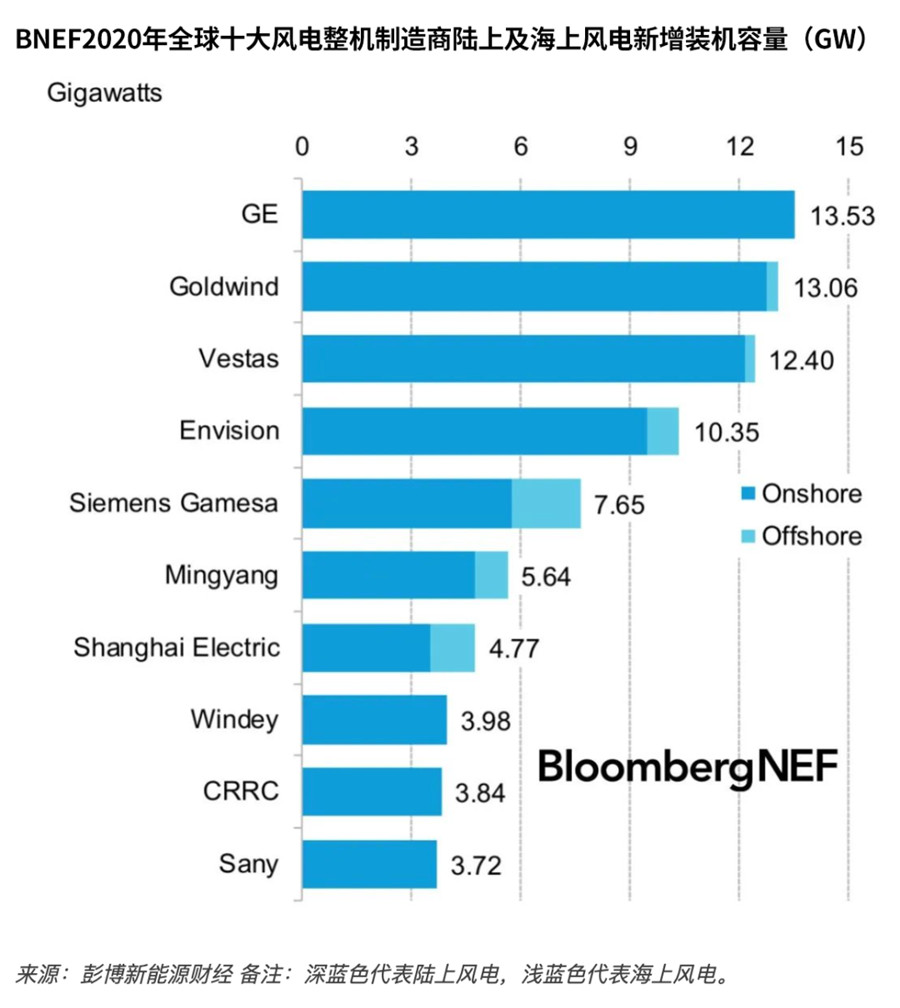 BNEF2020年全球十大风电整机制造商陆上及海上风电新增装机容量（GW）
Gigawatts
0 3 6 9 12 15
GE 13.53
Goldwind 13.06
Vestas 12.40
Envision 10.35
Siemens Gamesa 7.65
Onshore
Offshore
Mingyang 5.64
Shanghai Electric 4.77
Windey 3.98
BloombergNEF
CRRC 3.84
Sany 3.72
来源：彭博新能源财经 备注：深蓝色代表陆上风电，浅蓝色代表海上风电。